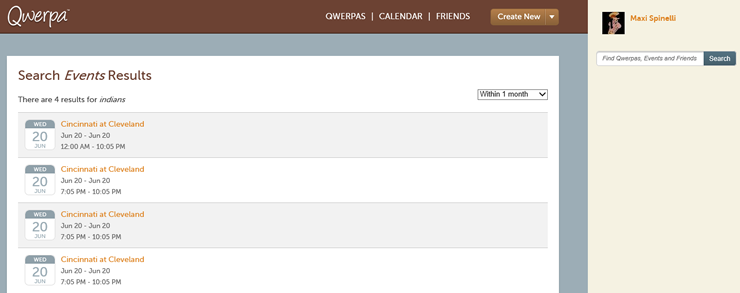 Qwerpa™
QWERPAS | CALENDAR | FRIENDS
Create New
Maxi Spinelli
Find Qwerpas, Events and Friends
Search
Search Events Results
There are 4 results for indians
Within 1 month
WED
20
JUN
Cincinnati at Cleveland
Jun 20 - Jun 20
12:00 AM - 10:05 PM
WED
20
JUN
Cincinnati at Cleveland
Jun 20 - Jun 20
7:05 PM - 10:05 PM
WED
20
JUN
Cincinnati at Cleveland
Jun 20 - Jun 20
7:05 PM - 10:05 PM
WED
20
JUN
Cincinnati at Cleveland
Jun 20 - Jun 20
7:05 PM - 10:05 PM